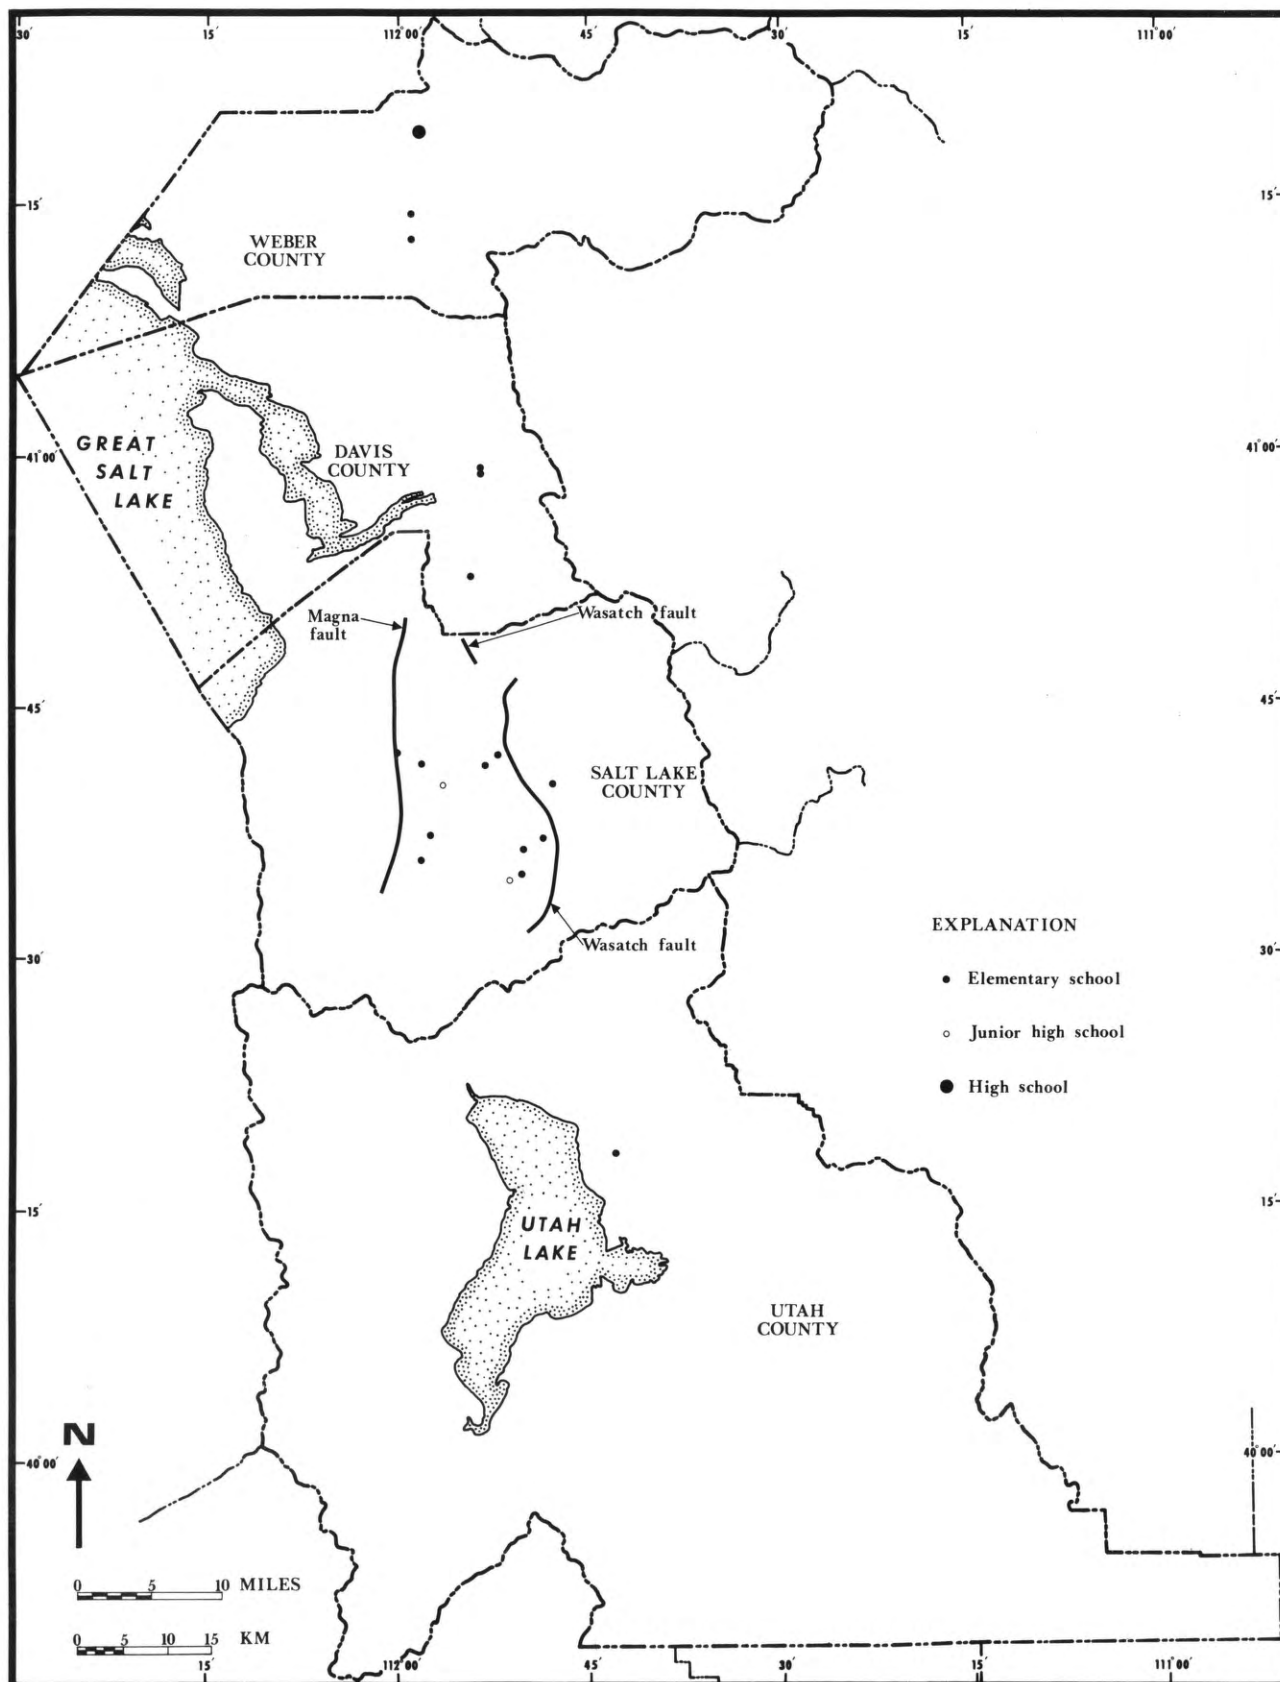 30′ 15′ 112°00′ 45′ 30′ 15′ 111°00′
15′ 15′
WEBER
COUNTY
GREAT
SALT
LAKE
41°00′ 41°00′
DAVIS
COUNTY
Magna
fault
Wasatch fault
45′ 45′
SALT LAKE
COUNTY
EXPLANATION
Wasatch fault
30′ 30′
Elementary school
Junior high school
High school
15′ 15′
UTAH
LAKE
UTAH
COUNTY
N
40°00′ 40°00′
0 5 10 MILES
0 5 10 15 KM
15′ 112°00′ 45′ 30′ 15′ 111°00′